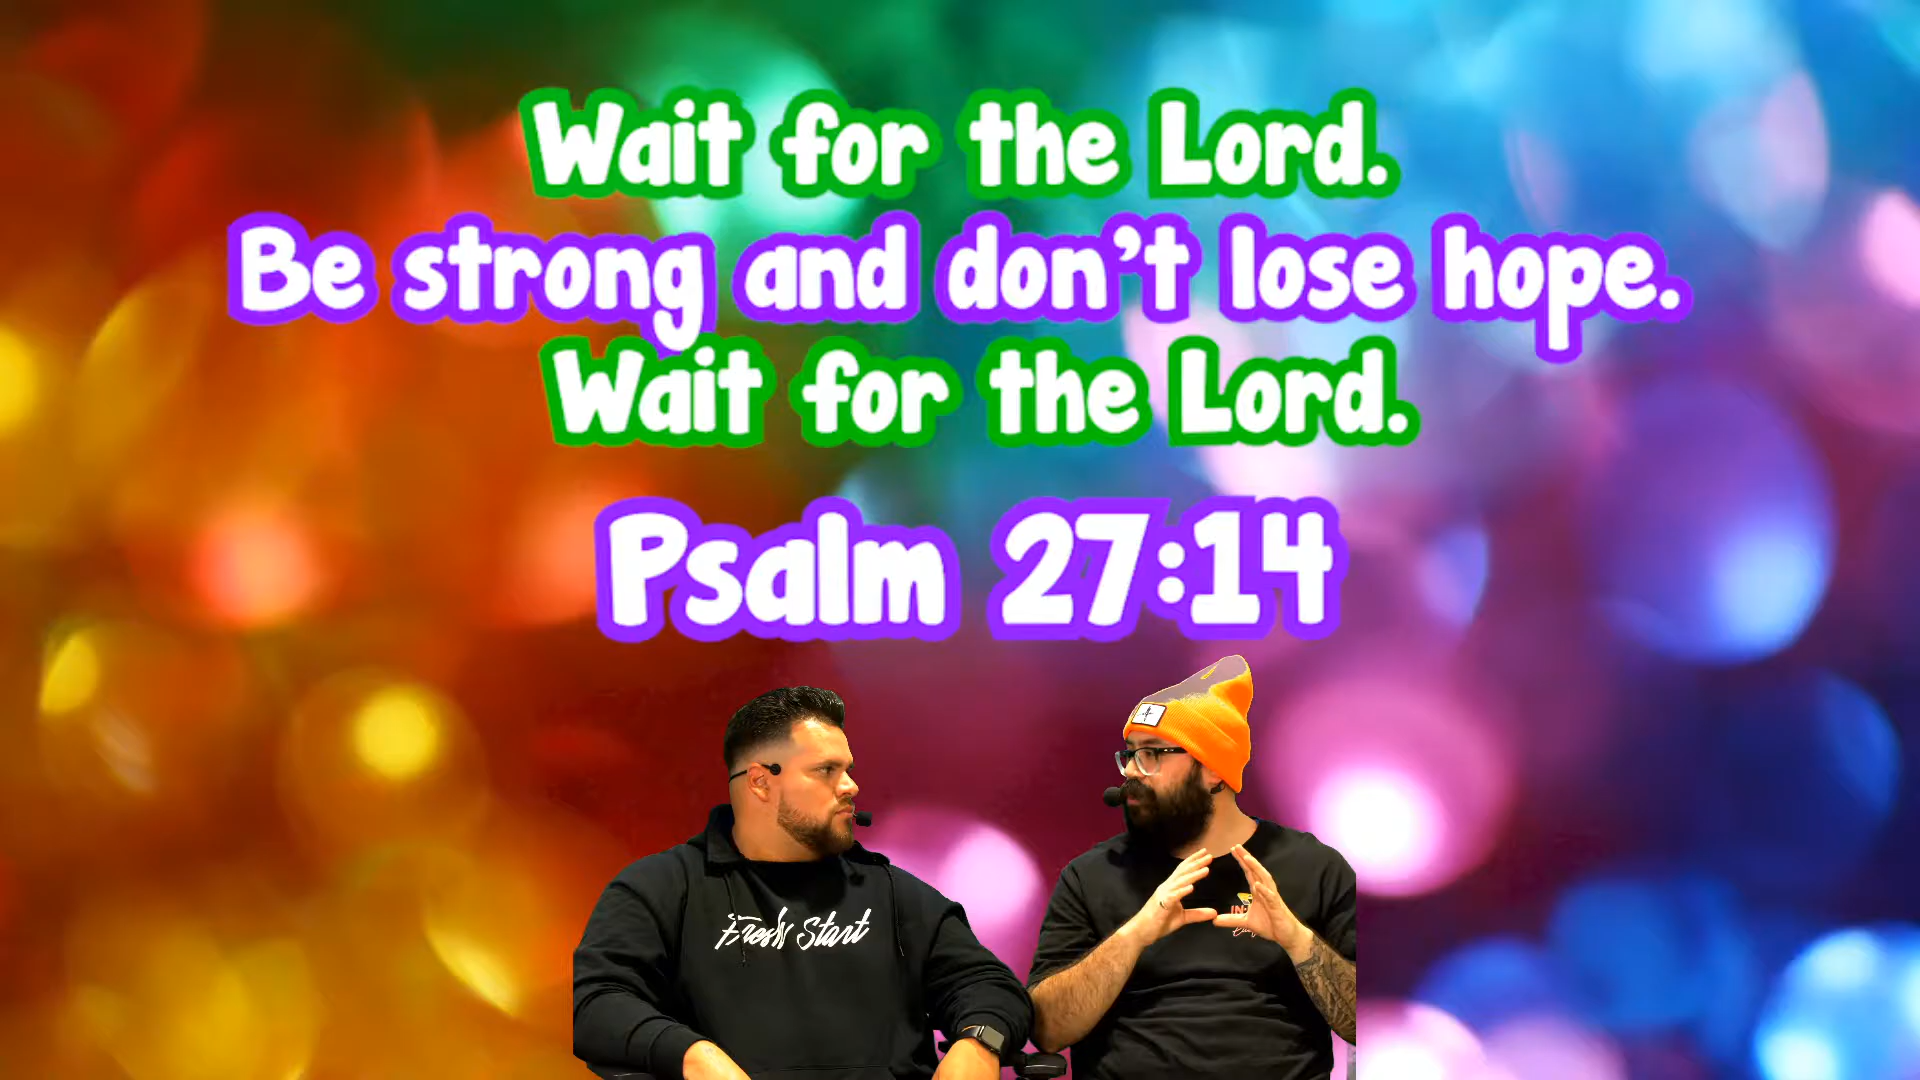 Wait for the Lord.
Be strong and don't lose hope.
Wait for the Lord.
Psalm 27:14
Fresh Start